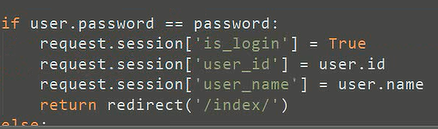 if user.password == password:
request.session['is_login'] = True
request.session['user_id'] = user.id
request.session['user_name'] = user.name
return redirect('/index/')
else: